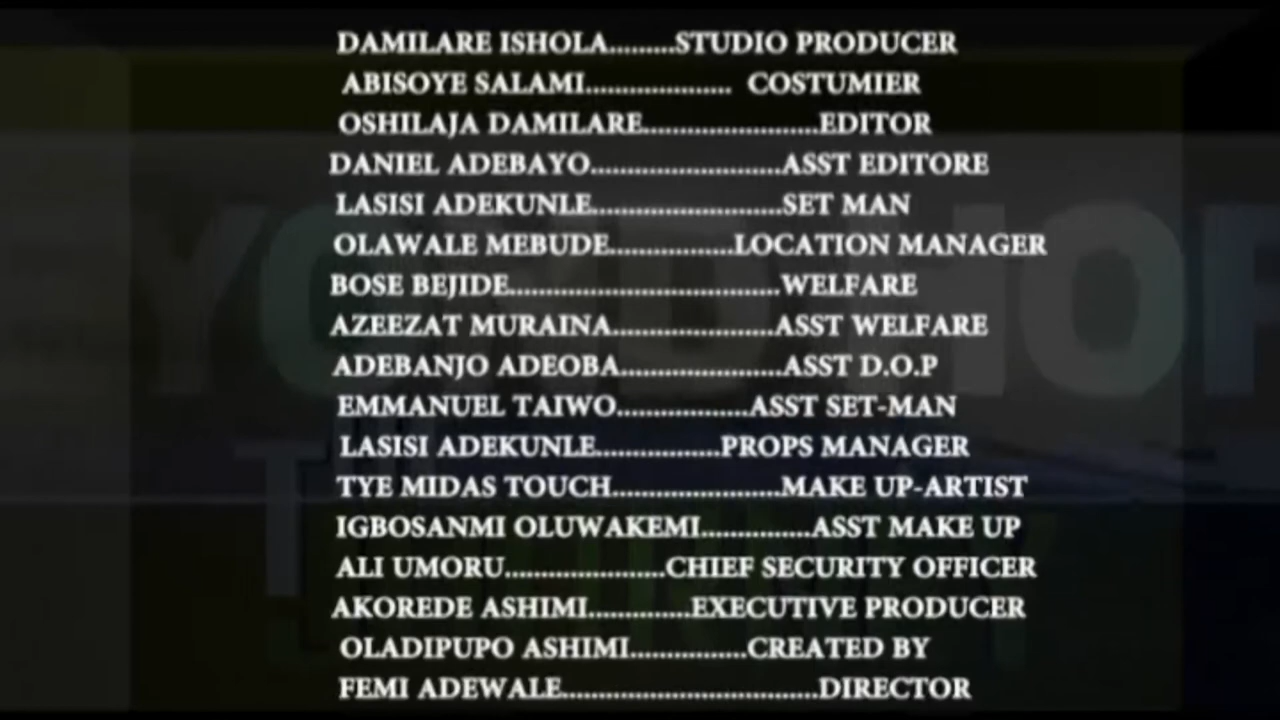 DAMILARE ISHOLA.........STUDIO PRODUCER
ABISOYE SALAMI.................... COSTUMIER
OSHILAJA DAMILARE........................EDITOR
DANIEL ADEBAYO..........................ASST EDITORE
LASISI ADEKUNLE..........................SET MAN
OLAWALE MEBUDE.................LOCATION MANAGER
BOSE BEJIDE.....................................WELFARE
AZEEZAT MURAINA......................ASST WELFARE
ADEBANJO ADEOBA......................ASST D.O.P
EMMANUEL TAIWO..................ASST SET-MAN
LASISI ADEKUNLE.................PROPS MANAGER
TYE MIDAS TOUCH.......................MAKE UP-ARTIST
IGBOSANMI OLUWAKEMI...............ASST MAKE UP
ALI UMORU......................CHIEF SECURITY OFFICER
AKOREDE ASHIMI..............EXECUTIVE PRODUCER
OLADIPUPO ASHIMI................CREATED BY
FEMI ADEWALE...................................DIRECTOR